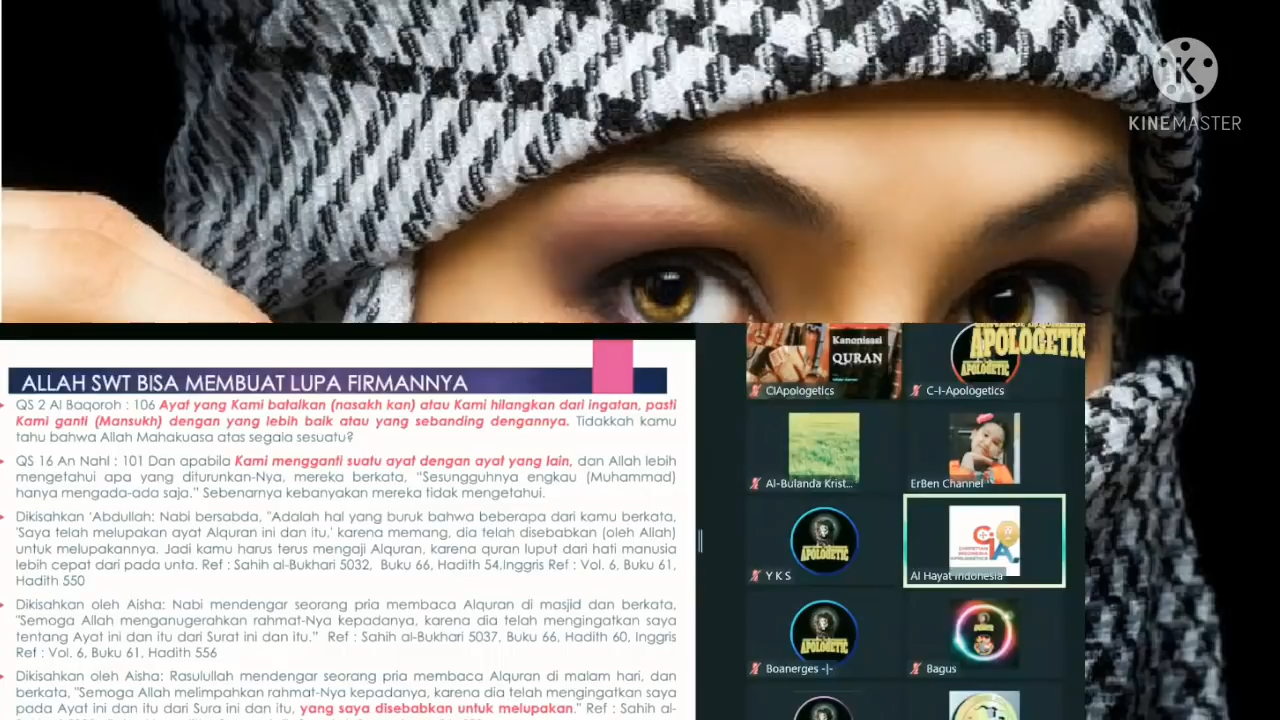 KINEMASTER
ALLAH SWT BISA MEMBUAT LUPA FIRMANNYA
QS 2 Al Baqoroh : 106 Ayat yang Kami batalkan (nasakh kan) atau Kami hilangkan dari ingatan, pasti
Kami ganti (Mansukh) dengan yang lebih baik atau yang sebanding dengannya. Tidakkah kamu
tahu bahwa Allah Mahakuasa atas segala sesuatu?
QS 16 An Nahl : 101 Dan apabila Kami mengganti suatu ayat dengan ayat yang lain, dan Allah lebih
mengetahui apa yang diturunkan-Nya, mereka berkata, "Sesungguhnya engkau (Muhammad)
hanya mengada-ada saja." Sebenarnya kebanyakan mereka tidak mengetahui.
Dikisahkan 'Abdullah: Nabi bersabda, "Adalah hal yang buruk bahwa beberapa dari kamu berkata,
'Saya telah melupakan ayat Alquran ini dan itu,' karena memang, dia telah disebabkan (oleh Allah)
untuk melupakannya. Jadi kamu harus terus mengaji Alquran, karena quran luput dari hati manusia
lebih cepat dari pada unta. Ref : Sahih al-Bukhari 5032, Buku 66, Hadith 54,Inggris Ref : Vol. 6, Buku 61,
Hadith 550
Dikisahkan oleh Aisha: Nabi mendengar seorang pria membaca Alquran di masjid dan berkata,
"Semoga Allah menganugerahkan rahmat-Nya kepadanya, karena dia telah mengingatkan saya
tentang Ayat ini dan itu dari Surat ini dan itu." Ref : Sahih al-Bukhari 5037, Buku 66, Hadith 60, Inggris
Ref : Vol. 6, Buku 61, Hadith 556
Dikisahkan oleh Aisha: Rasulullah mendengar seorang pria membaca Alquran di malam hari, dan
berkata, "Semoga Allah melimpahkan rahmat-Nya kepadanya, karena dia telah mengingatkan saya
pada Ayat ini dan itu dari Sura ini dan itu, yang saya disebabkan untuk melupakan." Ref : Sahih al-
Kanonisasi
QURAN
CIApologetics
APOLOGETIC
APOLOGETIC
C-I-Apologetics
Al-Bulanda Krist...
ErBen Channel
APOLOGETIC
Y K S
Al Hayat Indonesia
APOLOGETIC
Boanerges -|-
Bagus